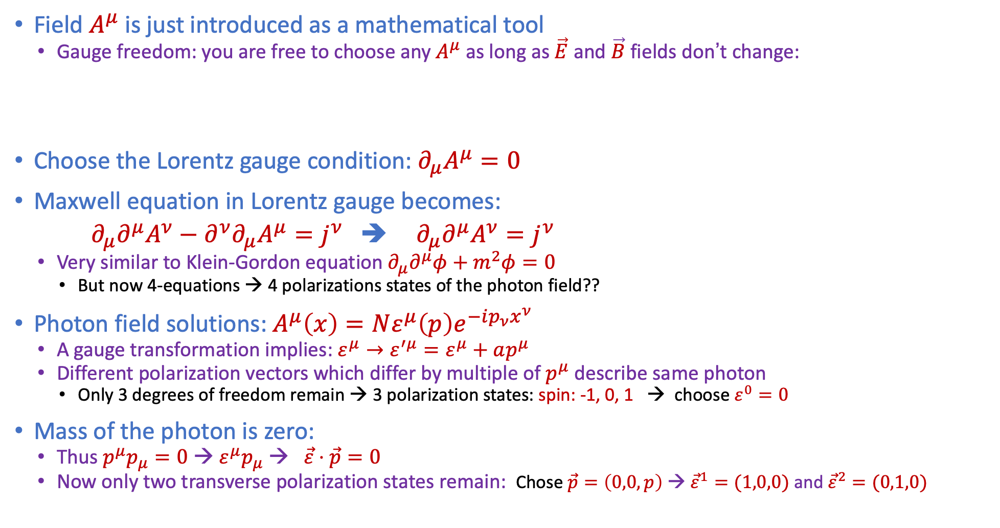 • Field A^μ is just introduced as a mathematical tool
• Gauge freedom: you are free to choose any A^μ as long as E⃗ and B⃗ fields don’t change:
• Choose the Lorentz gauge condition: ∂_μA^μ = 0
• Maxwell equation in Lorentz gauge becomes:
∂_μ∂^μA^ν − ∂^ν∂_μA^μ = j^ν ➔ ∂_μ∂^μA^ν = j^ν
• Very similar to Klein-Gordon equation ∂_μ∂^μϕ + m²ϕ = 0
• But now 4-equations → 4 polarizations states of the photon field??
• Photon field solutions: A^μ(x) = Nε^μ(p)e^{−ip_νx^ν}
• A gauge transformation implies: ε^μ → ε′^μ = ε^μ + ap^μ
• Different polarization vectors which differ by multiple of p^μ describe same photon
• Only 3 degrees of freedom remain → 3 polarization states: spin: -1, 0, 1 → choose ε⁰ = 0
• Mass of the photon is zero:
• Thus p^μp_μ = 0 → ε^μp_μ → ε⃗ · p⃗ = 0
• Now only two transverse polarization states remain: Chose p⃗ = (0,0,p) → ε⃗¹ = (1,0,0) and ε⃗² = (0,1,0)